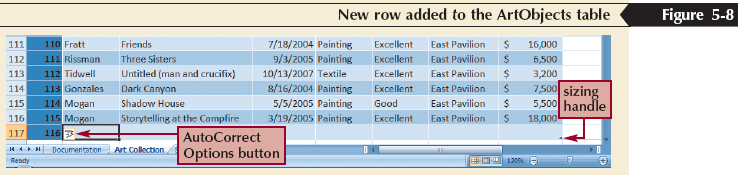 New row added to the ArtObjects table Figure 5-8
111 110 Fratt Friends 7/18/2004 Painting Excellent East Pavilion $ 16,000
112 111 Rissman Three Sisters 9/3/2005 Painting Excellent East Pavilion $ 6,500
113 112 Tidwell Untitled (man and crucifix) 10/13/2007 Textile Excellent East Pavilion $ 3,200
114 113 Gonzales Dark Canyon 8/16/2004 Painting Excellent East Pavilion $ 7,500
115 114 Mogan Shadow House 5/5/2005 Painting Good East Pavilion $ 5,500
116 115 Mogan Storytelling at the Campfire 3/19/2005 Painting Excellent East Pavilion $ 18,000
117 116
sizing
handle
AutoCorrect
Options button
Documentation Art Collection
Ready 120%